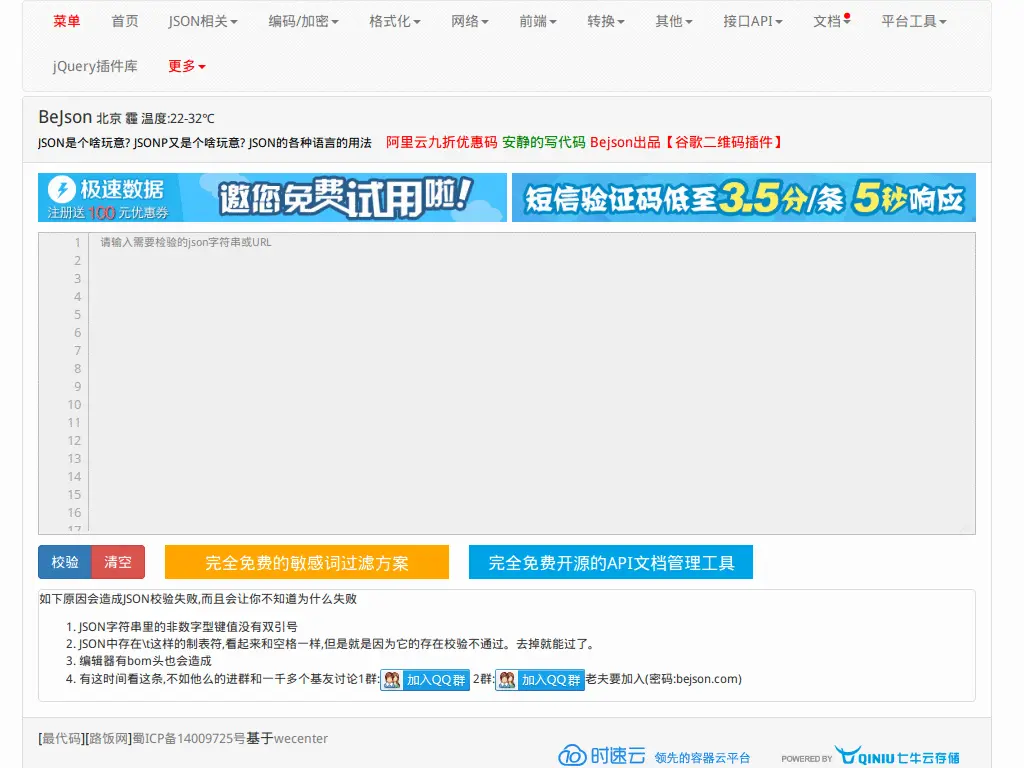 菜单 首页 JSON相关 编码/加密 格式化 网络 前端 转换 其他 接口API 文档 平台工具
jQuery插件库 更多
BeJson 北京 霾 温度:22-32℃
JSON是个啥玩意? JSONP又是个啥玩意? JSON的各种语言的用法 阿里云九折优惠码 安静的写代码 Bejson出品【谷歌二维码插件】
极速数据
注册送100元优惠券
邀您免费试用啦!
短信验证码低至3.5分/条 5秒响应
1 请输入需要检验的json字符串或URL
2
3
4
5
6
7
8
9
10
11
12
13
14
15
16
17
校验 清空 完全免费的敏感词过滤方案 完全免费开源的API文档管理工具
如下原因会造成JSON校验失败,而且会让你不知道为什么失败
1. JSON字符串里的非数字型键值没有双引号
2. JSON中存在\t这样的制表符,看起来和空格一样,但是就是因为它的存在校验不通过。去掉就能过了。
3. 编辑器有bom头也会造成
4. 有这时间看这条,不如他么的进群和一千多个基友讨论1群: 加入QQ群 2群: 加入QQ群 老夫要加入(密码:bejson.com)
[最代码][路饭网]蜀ICP备14009725号基于wecenter
时速云 领先的容器云平台 POWERED BY QINIU 七牛云存储